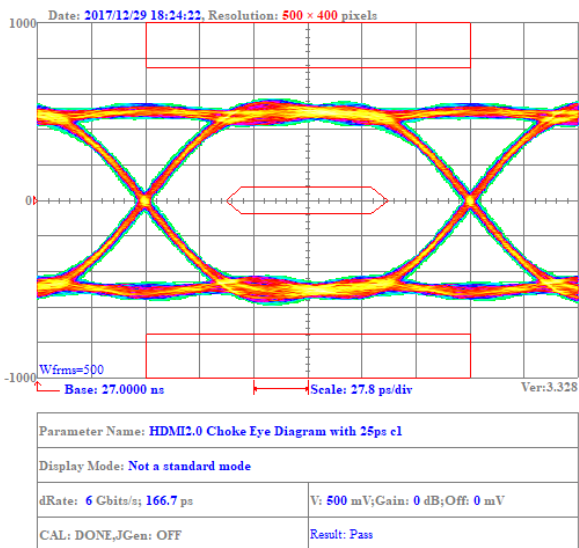 Date: 2017/12/29 18:24:22, Resolution: 500 × 400 pixels
1000
0
-1000
Wfrms=500
Base: 27.0000 ns
Scale: 27.8 ps/div
Ver:3.328
Parameter Name: HDMI2.0 Choke Eye Diagram with 25ps c1
Display Mode: Not a standard mode
dRate: 6 Gbits/s; 166.7 ps
V: 500 mV;Gain: 0 dB;Off: 0 mV
CAL: DONE,JGen: OFF
Result: Pass